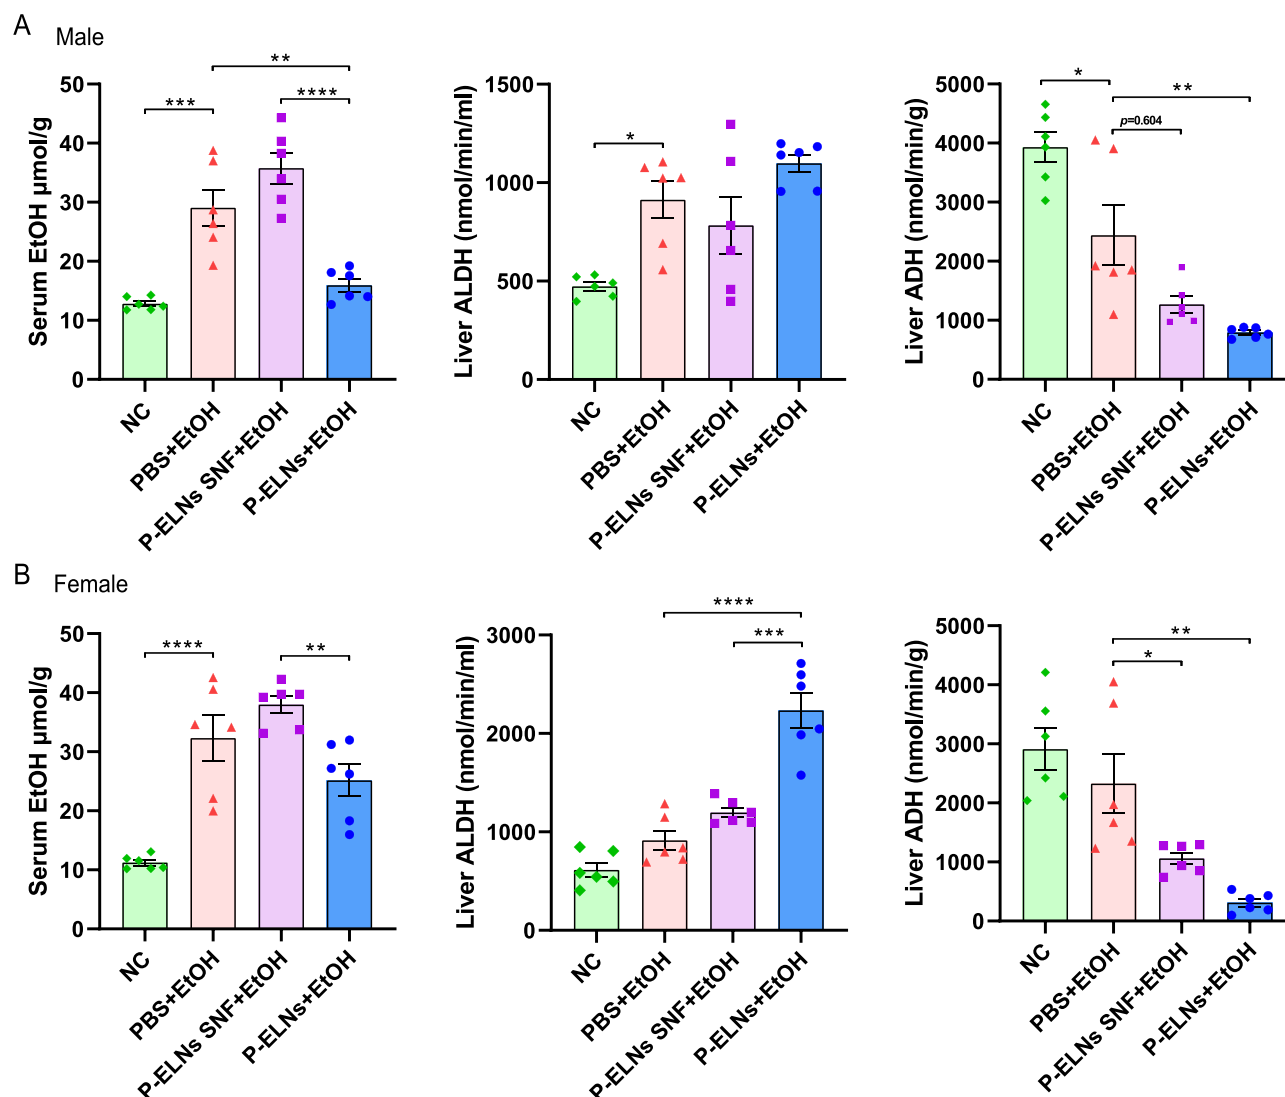 A
Male
Serum EtOH μmol/g
50
40
30
20
10
0
***
**
****
NC
PBS+EtOH
P-ELNs SNF+EtOH
P-ELNs+EtOH
Liver ALDH (nmol/min/ml)
1500
1000
500
0
*
NC
PBS+EtOH
P-ELNs SNF+EtOH
P-ELNs+EtOH
Liver ADH (nmol/min/g)
5000
4000
3000
2000
1000
0
*
**
p=0.604
NC
PBS+EtOH
P-ELNs SNF+EtOH
P-ELNs+EtOH
B
Female
Serum EtOH μmol/g
50
40
30
20
10
0
****
**
NC
PBS+EtOH
P-ELNs SNF+EtOH
P-ELNs+EtOH
Liver ALDH (nmol/min/ml)
3000
2000
1000
0
****
***
NC
PBS+EtOH
P-ELNs SNF+EtOH
P-ELNs+EtOH
Liver ADH (nmol/min/g)
5000
4000
3000
2000
1000
0
**
*
NC
PBS+EtOH
P-ELNs SNF+EtOH
P-ELNs+EtOH